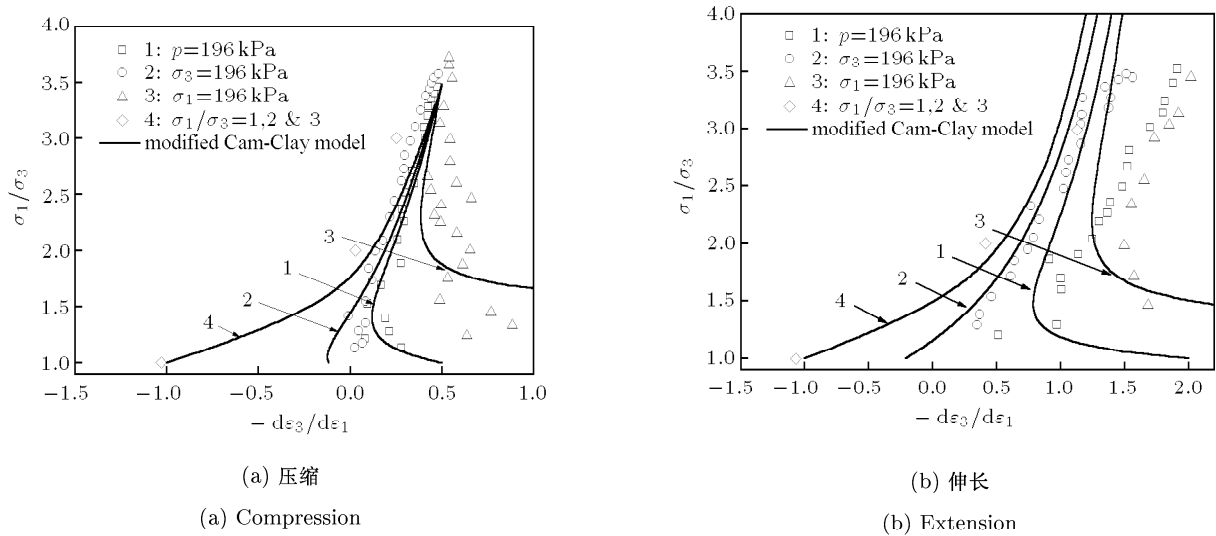 4.0
3.5
3.0
2.5
2.0
1.5
1.0
σ₁/σ₃
1: p=196 kPa
2: σ₃=196 kPa
3: σ₁=196 kPa
4: σ₁/σ₃=1,2 & 3
modified Cam-Clay model
3
1
2
4
−1.5 −1.0 −0.5 0.0 0.5 1.0
− dε₃/dε₁
(a) 压缩
(a) Compression
4.0
3.5
3.0
2.5
2.0
1.5
1.0
σ₁/σ₃
1: p=196 kPa
2: σ₃=196 kPa
3: σ₁=196 kPa
4: σ₁/σ₃=1,2 & 3
modified Cam-Clay model
3
1
2
4
−1.5 −1.0 −0.5 0.0 0.5 1.0 1.5 2.0
− dε₃/dε₁
(b) 伸长
(b) Extension